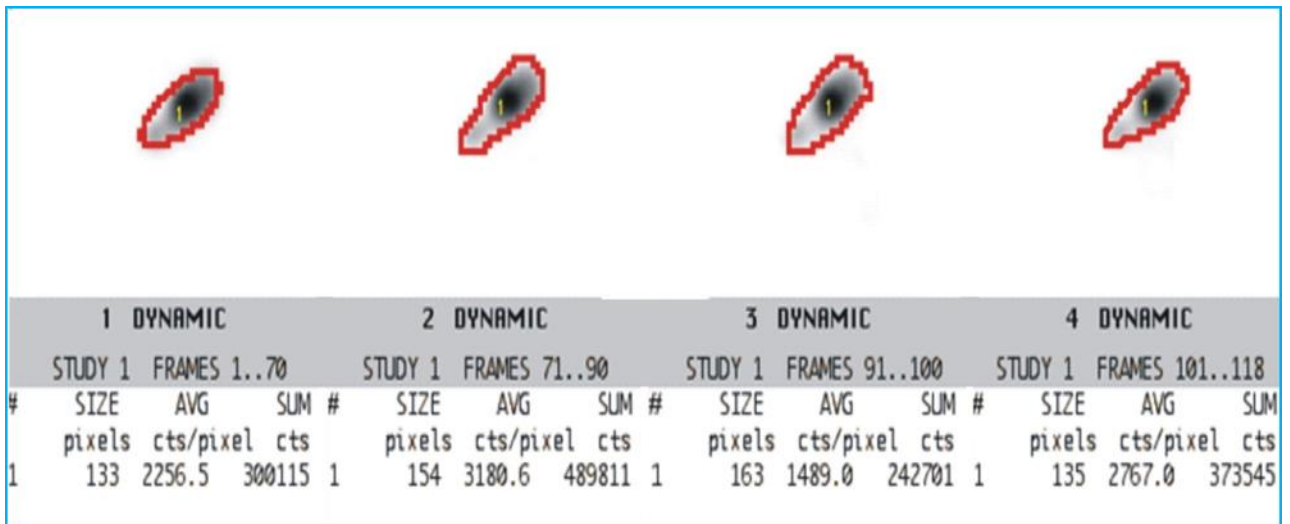 1
1
1
1
1 DYNAMIC 2 DYNAMIC 3 DYNAMIC 4 DYNAMIC
STUDY 1 FRAMES 1..70 STUDY 1 FRAMES 71..90 STUDY 1 FRAMES 91..100 STUDY 1 FRAMES 101..118
# SIZE AVG SUM # SIZE AVG SUM # SIZE AVG SUM # SIZE AVG SUM
pixels cts/pixel cts pixels cts/pixel cts pixels cts/pixel cts pixels cts/pixel cts
1 133 2256.5 300115 1 154 3180.6 489811 1 163 1489.0 242701 1 135 2767.0 373545